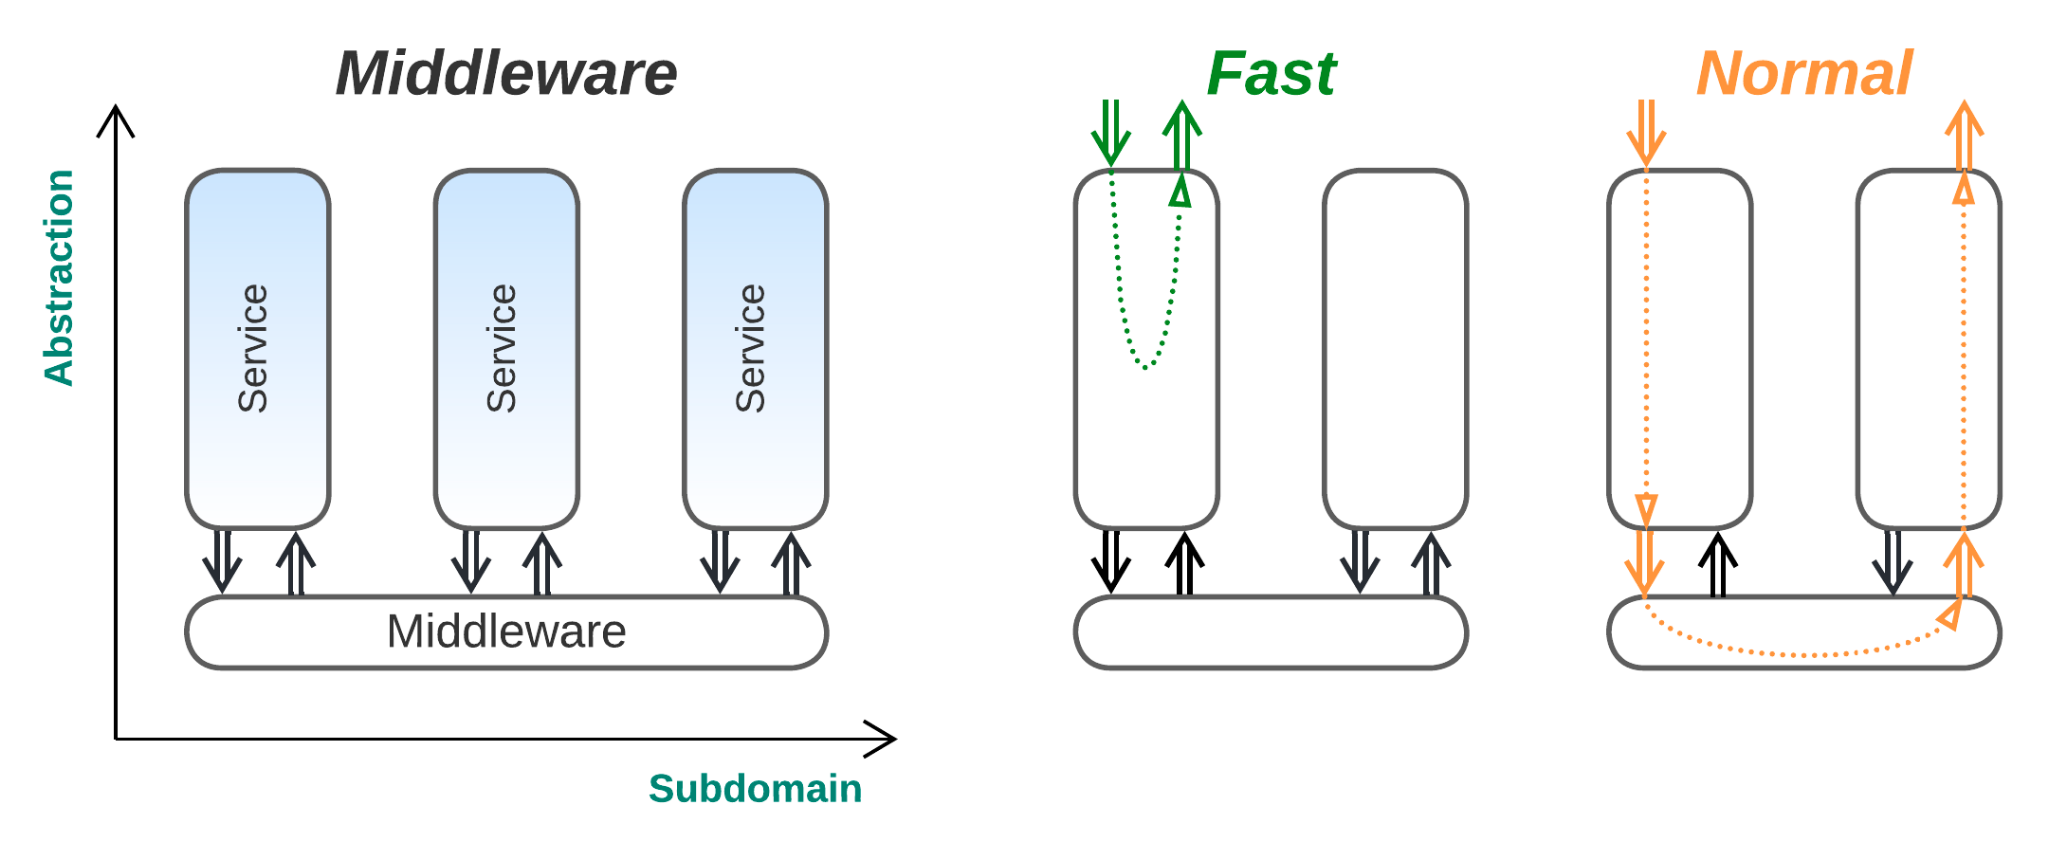 Middleware
Fast
Normal
Abstraction
Service
Service
Service
Middleware
Subdomain